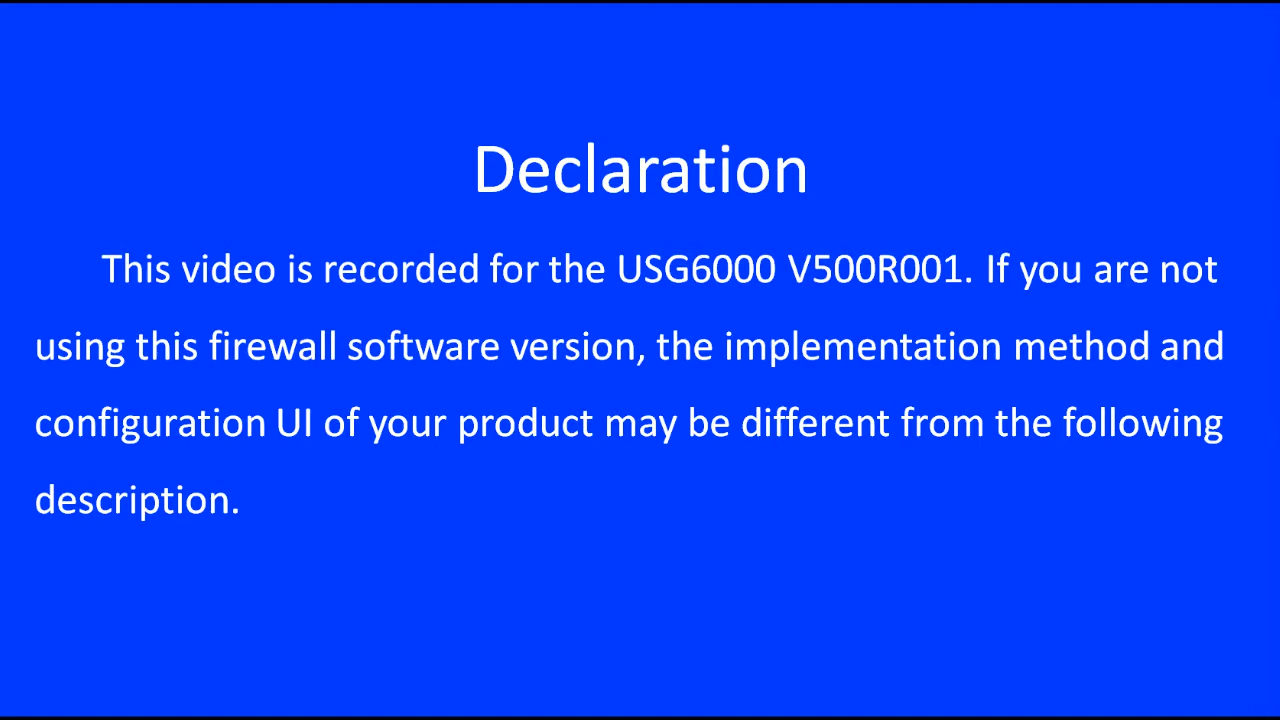 Declaration
This video is recorded for the USG6000 V500R001. If you are not
using this firewall software version, the implementation method and
configuration UI of your product may be different from the following
description.